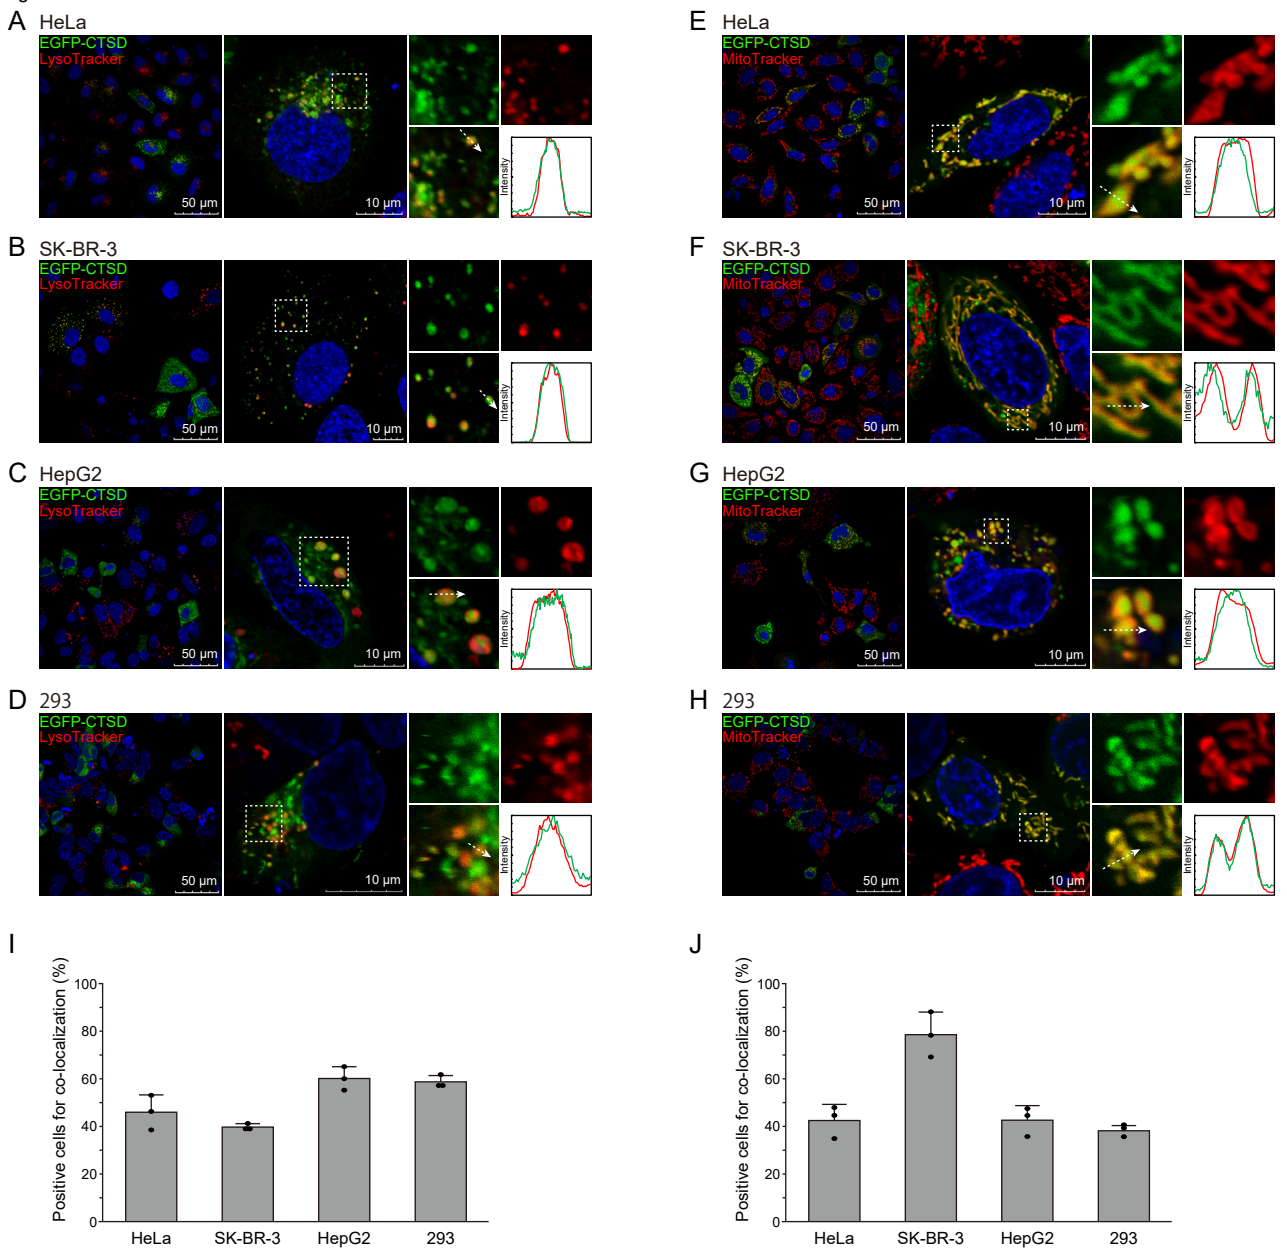 A HeLa
EGFP-CTSD
LysoTracker
50 µm
10 µm
Intensity
B SK-BR-3
EGFP-CTSD
LysoTracker
50 µm
10 µm
Intensity
C HepG2
EGFP-CTSD
LysoTracker
50 µm
10 µm
Intensity
D 293
EGFP-CTSD
LysoTracker
50 µm
10 µm
Intensity
E HeLa
EGFP-CTSD
MitoTracker
50 µm
10 µm
Intensity
F SK-BR-3
EGFP-CTSD
MitoTracker
50 µm
10 µm
Intensity
G HepG2
EGFP-CTSD
MitoTracker
50 µm
10 µm
Intensity
H 293
EGFP-CTSD
MitoTracker
50 µm
10 µm
Intensity
I
Positive cells for co-localization (%)
100
80
60
40
20
0
HeLa SK-BR-3 HepG2 293
J
Positive cells for co-localization (%)
100
80
60
40
20
0
HeLa SK-BR-3 HepG2 293